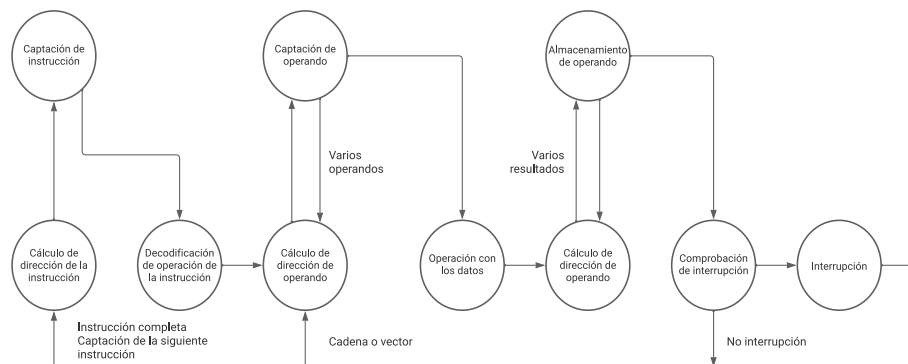 Captación de
instrucción
Captación de
operando
Almacenamiento
de operando
Varios
operandos
Varios
resultados
Cálculo de
dirección de la
instrucción
Decodificación
de operación de
la instrucción
Cálculo de
dirección de
operando
Operación con
los datos
Cálculo de
dirección de
operando
Comprobación
de interrupción
Interrupción
Instrucción completa
Captación de la siguiente
instrucción
Cadena o vector
No interrupción